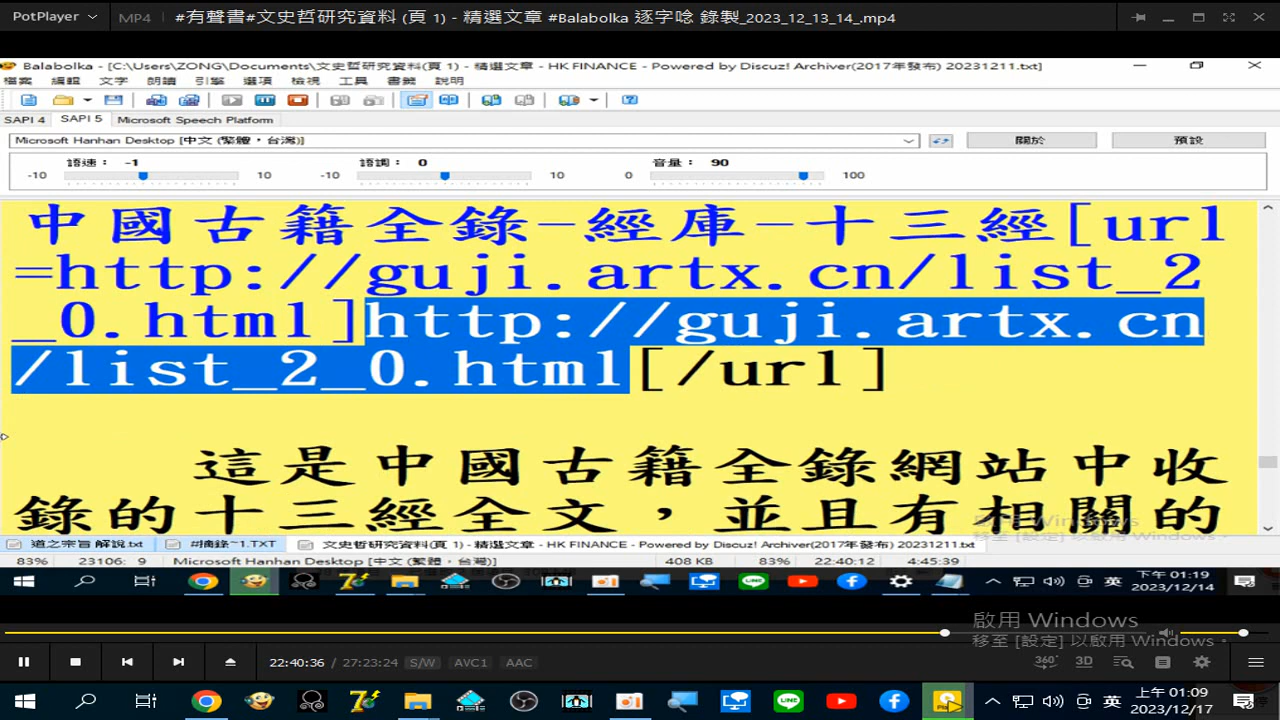 PotPlayer MP4 #有聲書#文史哲研究資料 (頁 1) - 精選文章 #Balabolka 逐字唸 錄製_2023_12_13_14_.mp4
Balabolka - [C:\Users\ZONG\Documents\文史哲研究資料(頁 1) - 精選文章 - HK FINANCE - Powered by Discuz! Archiver(2017年發布) 20231211.txt]
檔案 編輯 文字 朗讀 引擎 選項 檢視 工具 書籤 說明
SAPI 4 SAPI 5 Microsoft Speech Platform
Microsoft Hanhan Desktop [中文 (繁體，台灣)] 關於 預設
語速： -1 語調： 0 音量： 90
-10 10 -10 10 0 100
中國古籍全錄-經庫-十三經[url
=http://guji.artx.cn/list_2
_0.html]http://guji.artx.cn
/list_2_0.html[/url]
這是中國古籍全錄網站中收
錄的十三經全文，並且有相關的
啟用 Windows
移至 [設定] 以啟用 Windows。
道之宗旨 解說.txt #摘錄~1.TXT 文史哲研究資料(頁 1) - 精選文章 - HK FINANCE - Powered by Discuz! Archiver(2017年發布) 20231211.txt
83% 23106: 9 Microsoft Hanhan Desktop [中文 (繁體，台灣)] 408 KB 83% 22:40:12 4:45:39
英 下午 01:19
2023/12/14
啟用 Windows
移至 [設定] 以啟用 Windows。
22:40:36 / 27:23:24 S/W AVC1 AAC 360° 3D
英 上午 01:09
2023/12/17